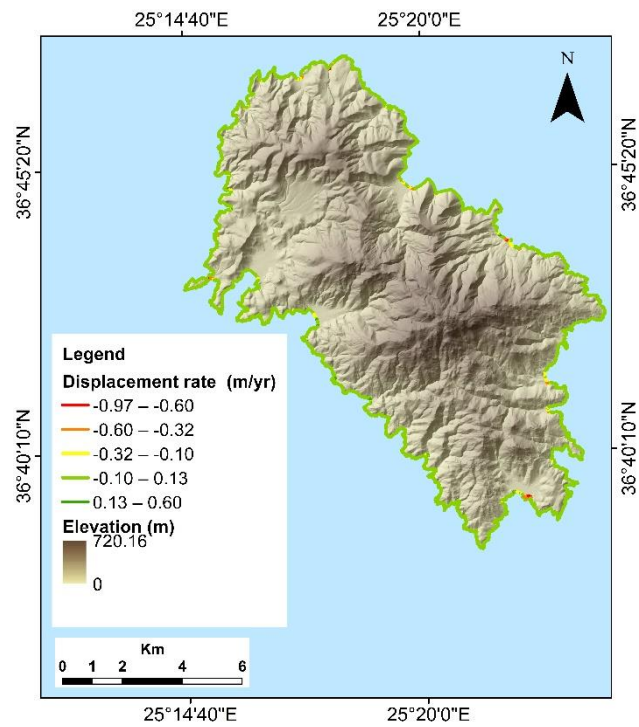 25°14'40"E
25°20'0"E
N
36°45'20"N
36°45'20"N
Legend
Displacement rate (m/yr)
-0.97 – -0.60
-0.60 – -0.32
-0.32 – -0.10
-0.10 – 0.13
0.13 – 0.60
Elevation (m)
720.16
0
36°40'10"N
36°40'10"N
Km
0 1 2 4 6
25°14'40"E
25°20'0"E